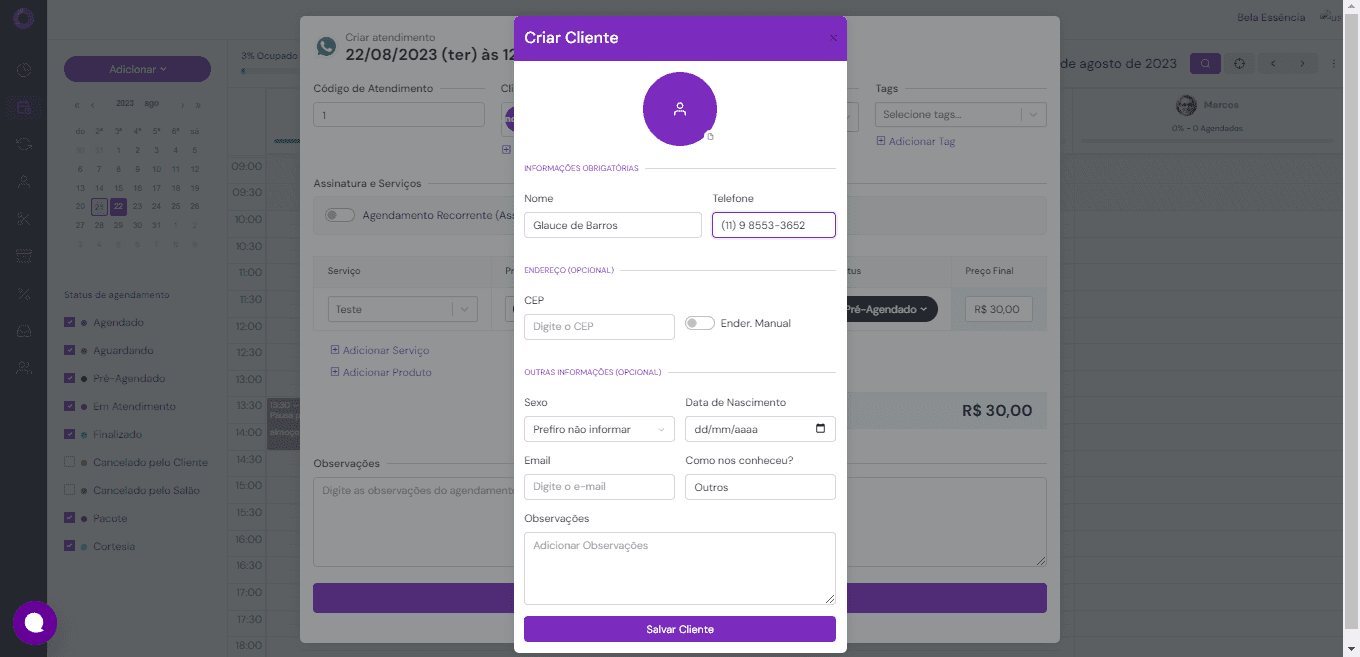 Bela Essência
Adicionar
2023 ago
do 2ª 3ª 4ª 5ª 6ª sá
30 31 1 2 3 4 5
6 7 8 9 10 11 12
13 14 15 16 17 18 19
20 21 22 23 24 25 26
27 28 29 30 31 1 2
3 4 5 6 7 8 9
Status de agendamento
Agendado
Aguardando
Pré-Agendado
Em Atendimento
Finalizado
Cancelado pelo Cliente
Cancelado pelo Salão
Pacote
Cortesia
3% Ocupado
de agosto de 2023
Marcos
0% - 0 Agendados
09:00
09:30
10:00
10:30
11:00
11:30
12:00
12:30
13:00
13:30
14:00
14:30
15:00
15:30
16:00
16:30
17:00
17:30
18:00
13:30
Pausa p
almoço
Criar atendimento
22/08/2023 (ter) às 12
Código de Atendimento
1
Cli
Tags
Selecione tags...
Adicionar Tag
Assinatura e Serviços
Agendamento Recorrente (Ass
Serviço
Pr
tus
Preço Final
Teste
Pré-Agendado
R$ 30,00
Adicionar Serviço
Adicionar Produto
R$ 30,00
Observações
Digite as observações do agendamento
Criar Cliente
×
INFORMAÇÕES OBRIGATÓRIAS
Nome Telefone
Glauce de Barros (11) 9 8553-3652
ENDEREÇO (OPCIONAL)
CEP
Digite o CEP Ender. Manual
OUTRAS INFORMAÇÕES (OPCIONAL)
Sexo Data de Nascimento
Prefiro não informar dd/mm/aaaa
Email Como nos conheceu?
Digite o e-mail Outros
Observações
Adicionar Observações
Salvar Cliente